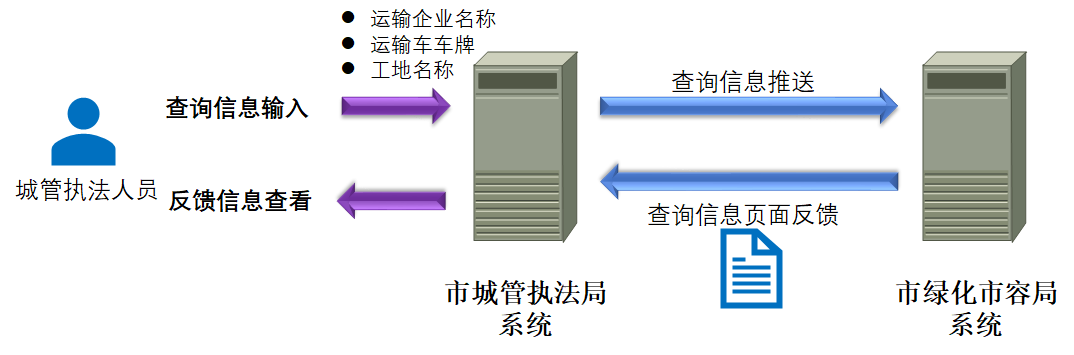 运输企业名称
运输车车牌
工地名称
查询信息输入
查询信息推送
城管执法人员
反馈信息查看
查询信息页面反馈
市城管执法局
系统
市绿化市容局
系统